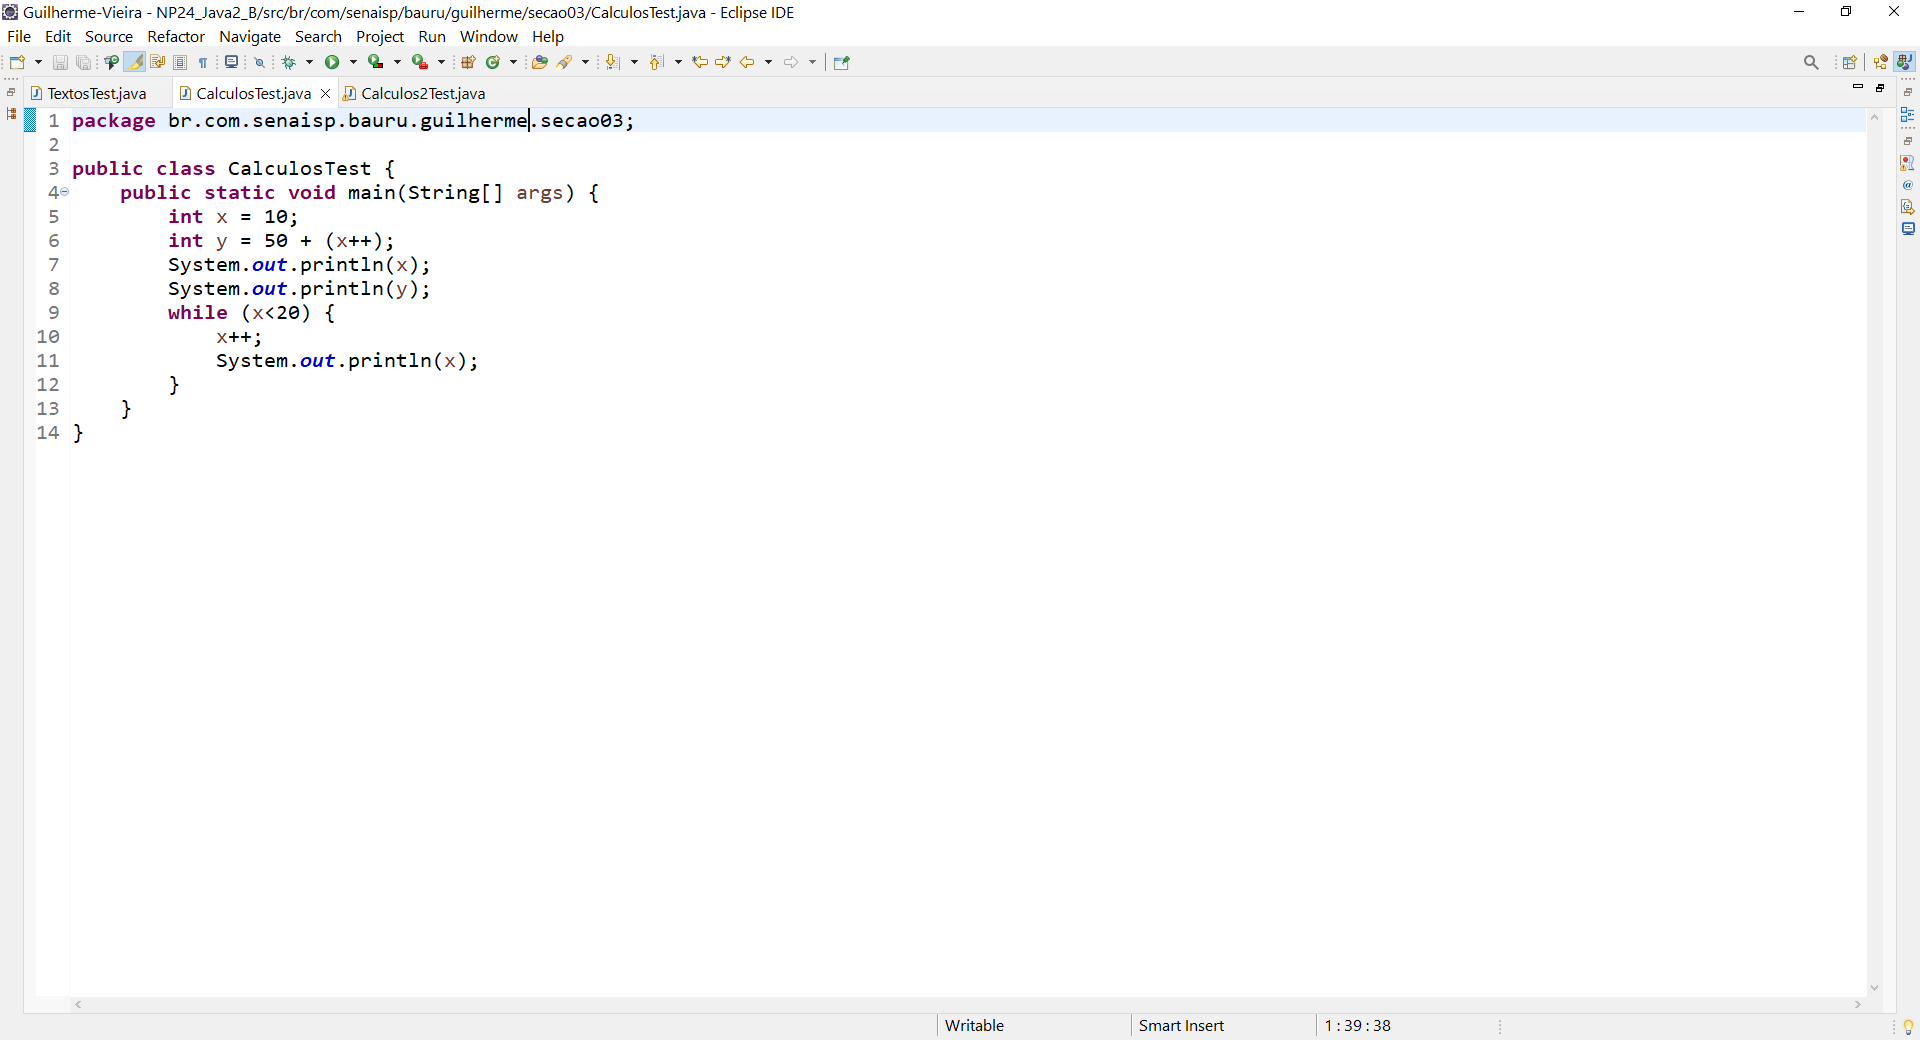 Guilherme-Vieira - NP24_Java2_B/src/br/com/senaisp/bauru/guilherme/secao03/CalculosTest.java - Eclipse IDE
File Edit Source Refactor Navigate Search Project Run Window Help
TextosTest.java CalculosTest.java Calculos2Test.java
1 package br.com.senaisp.bauru.guilherme.secao03;
2
3 public class CalculosTest {
4 public static void main(String[] args) {
5 int x = 10;
6 int y = 50 + (x++);
7 System.out.println(x);
8 System.out.println(y);
9 while (x<20) {
10 x++;
11 System.out.println(x);
12 }
13 }
14 }
Writable Smart Insert 1 : 39 : 38